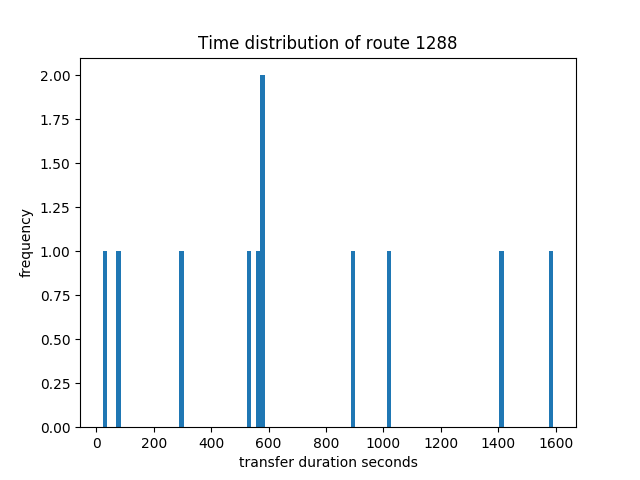 Time distribution of route 1288
2.00
1.75
1.50
1.25
1.00
0.75
0.50
0.25
0.00
frequency
0 200 400 600 800 1000 1200 1400 1600
transfer duration seconds